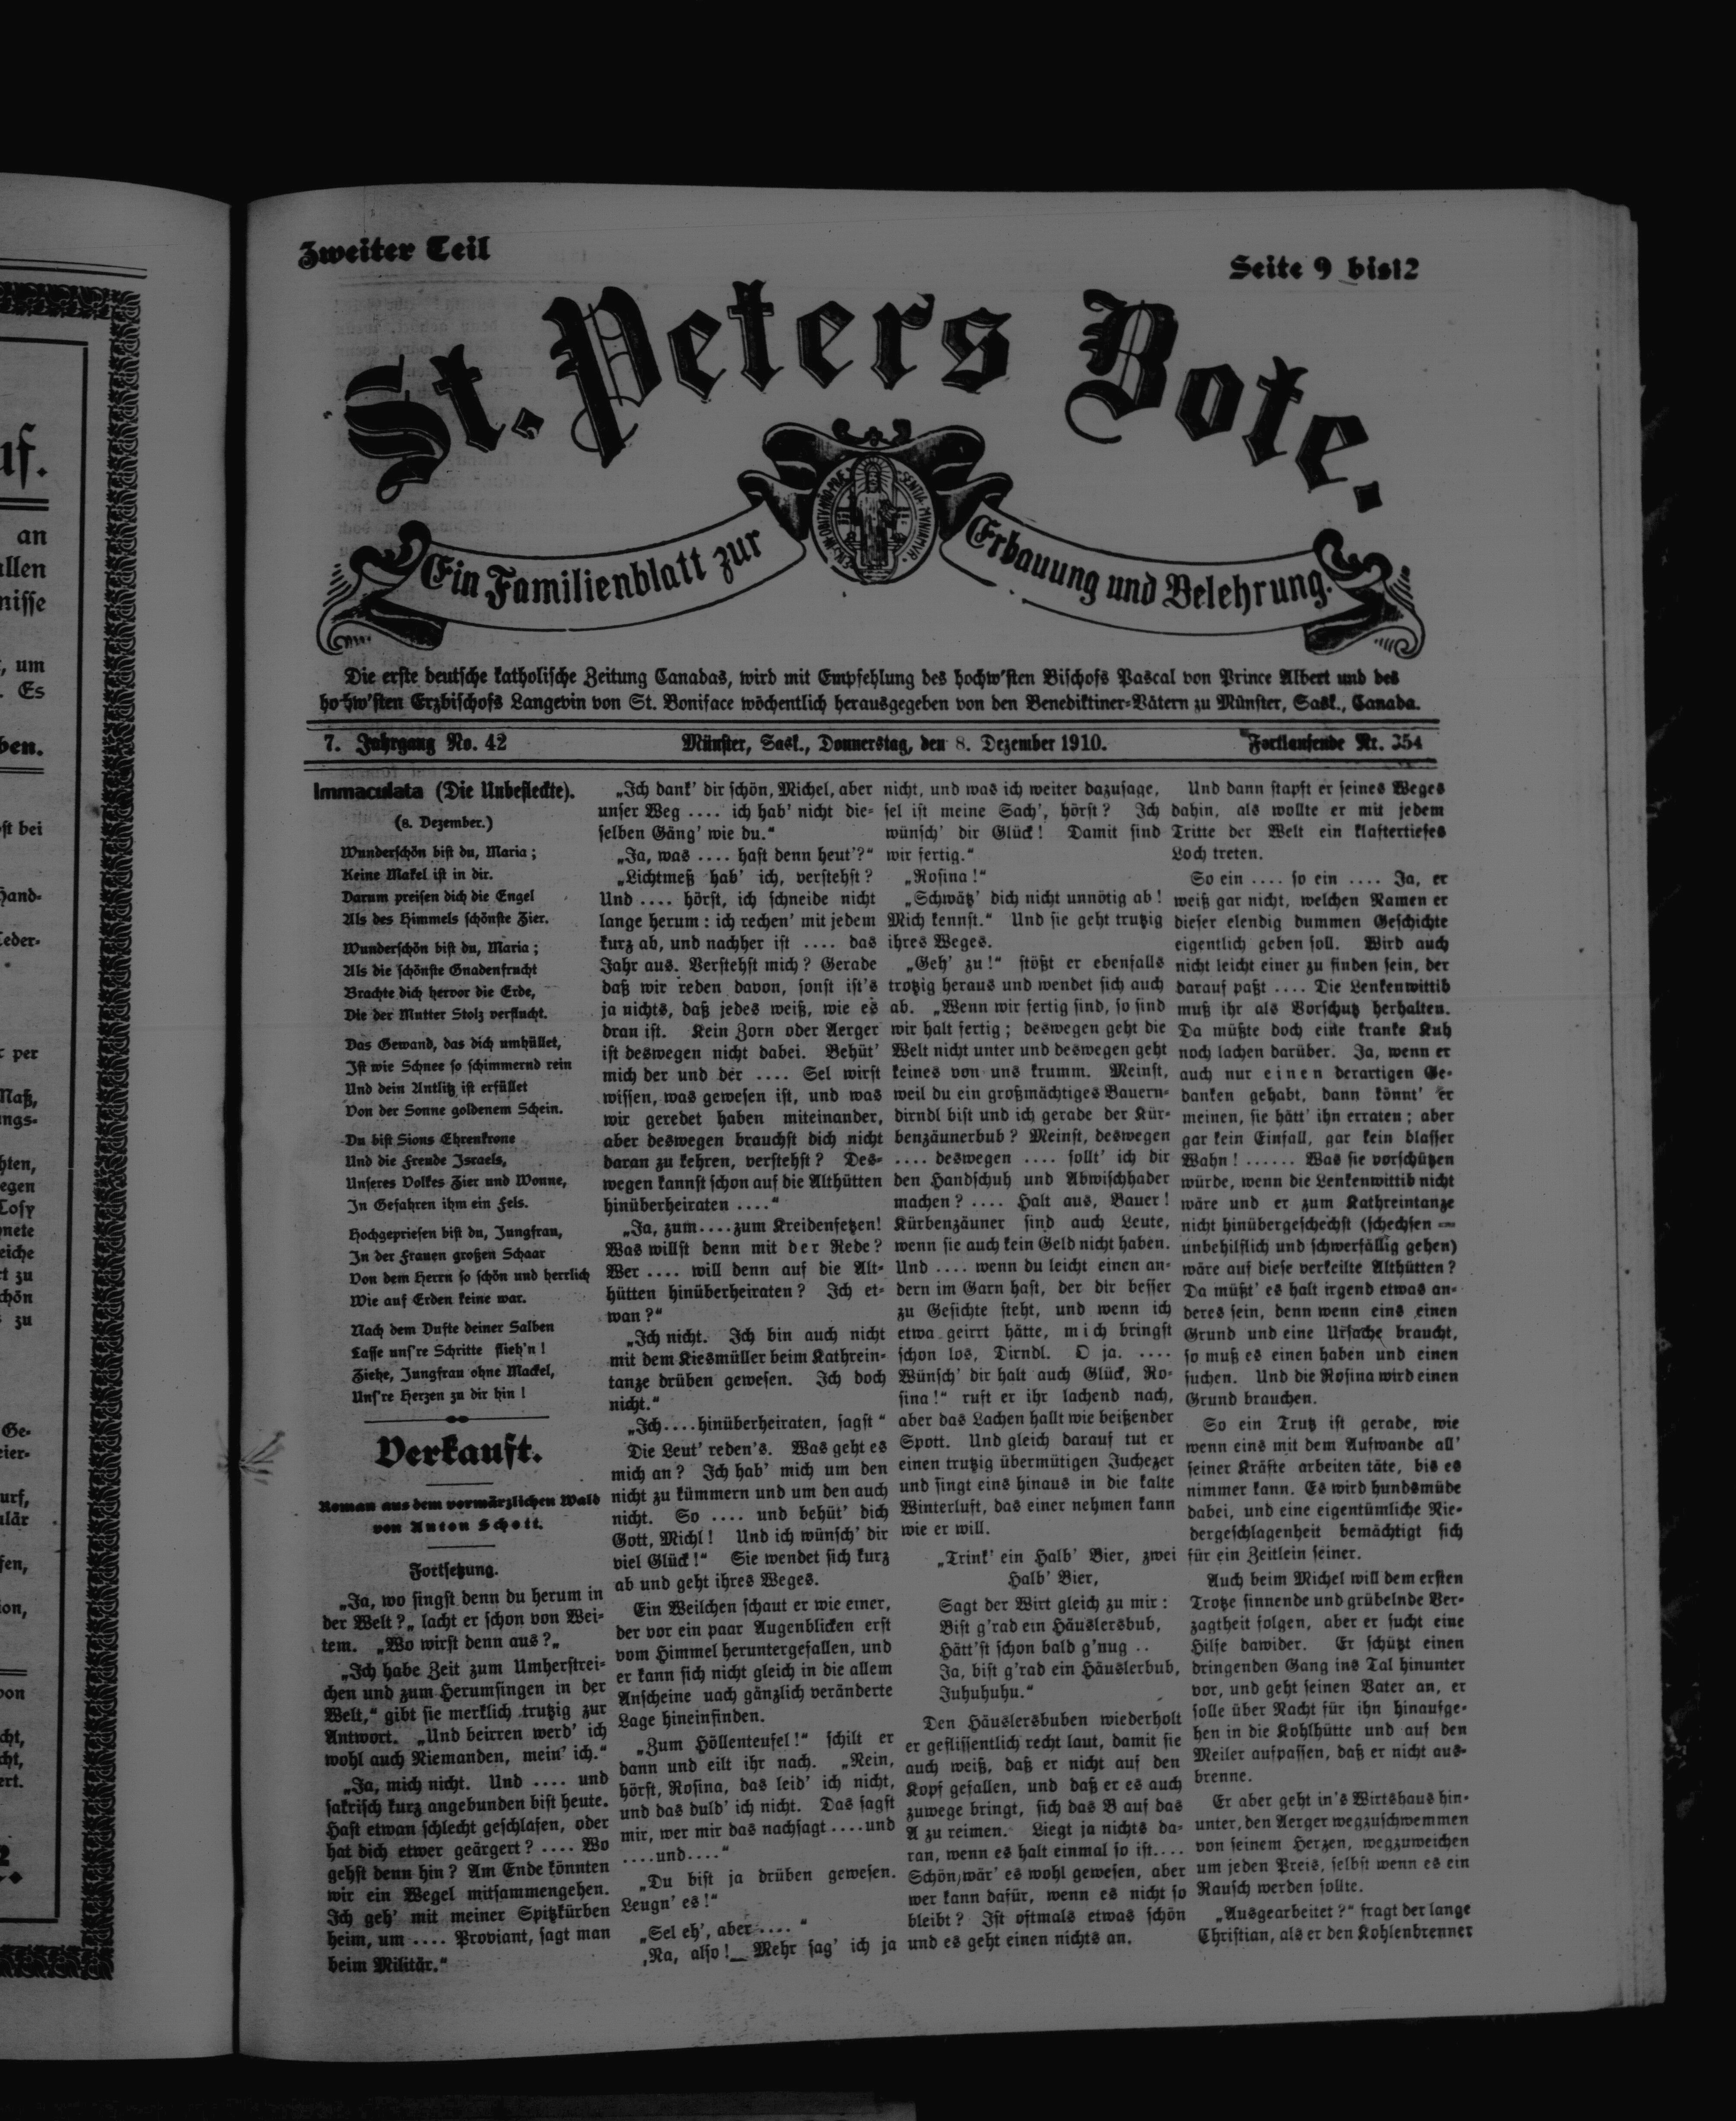 uf.
an
allen
nisse
, um
. Es
ben.
st bei
Hand-
Leder-
r per
Maß,
ungs-
hten,
egen
Losy
nete
eiche
rt zu
chön
s zu
Ge-
eier-
urf,
ulär
fen,
ion,
von
cht,
cht,
ert.
Zweiter Teil
Seite 9 bis12
St. Peters Bote.
Ein Familienblatt zur
Erbauung und Belehrung.
Die erste deutsche katholische Zeitung Canadas, wird mit Empfehlung des hochw'sten Bischofs Pascal von Prince Albert und des
ho hw'sten Erzbischofs Langevin von St. Boniface wöchentlich herausgegeben von den Benediktiner-Vätern zu Münster, Sask., Canada.
7. Jahrgang No. 42
Münster, Sask., Donnerstag, den 8. Dezember 1910.
Fortlaufende Nr. 354
Immaculata (Die Unbefleckte).
(8. Dezember.)
Wunderschön bist du, Maria ;
Keine Makel ist in dir.
Darum preisen dich die Engel
Als des Himmels schönste Zier.
Wunderschön bist du, Maria ;
Als die schönste Gnadenfrucht
Brachte dich hervor die Erde,
Die der Mutter Stolz verflucht.
Das Gewand, das dich umhüllet,
Ist wie Schnee so schimmernd rein
Und dein Antlitz ist erfüllet
Von der Sonne goldenem Schein.
Du bist Sions Ehrenkrone
Und die Freude Israels,
Unseres Volkes Zier und Wonne,
In Gefahren ihm ein Fels.
Hochgepriesen bist du, Jungfrau,
In der Frauen großen Schaar
Von dem Herrn so schön und herrlich
Wie auf Erden keine war.
Nach dem Dufte deiner Salben
Lasse uns're Schritte flieh'n !
Ziehe, Jungfrau ohne Mackel,
Uns're Herzen zu dir hin !
Verkauft.
Roman aus dem vormärzlichen Wald
von Anton Schott.
Fortsetzung.
„Ja, wo singst denn du herum in
der Welt?„ lacht er schon von Wei-
tem. „Wo wirst denn aus?„
„Ich habe Zeit zum Umherstrei-
chen und zum Herumsingen in der
Welt,“ gibt sie merklich trutzig zur
Antwort. „Und beirren werd' ich
wohl auch Niemanden, mein' ich.“
„Ja, mich nicht. Und .... und
sakrisch kurz angebunden bist heute.
Hast etwan schlecht geschlafen, oder
hat dich etwer geärgert? .... Wo
gehst denn hin? Am Ende könnten
wir ein Wegel mitsammengehen.
Ich geh' mit meiner Spitzkürben
heim, um .... Proviant, sagt man
beim Militär.“
„Ich dank' dir schön, Michel, aber
unser Weg .... ich hab' nicht die-
selben Gäng' wie du.“
„Ja, was .... hast denn heut'?“
„Lichtmeß hab' ich, verstehst?
Und .... hörst, ich schneide nicht
lange herum : ich rechen' mit jedem
kurz ab, und nachher ist .... das
Jahr aus. Verstehst mich? Gerade
daß wir reden davon, sonst ist's
ja nichts, daß jedes weiß, wie es
dran ist. Kein Zorn oder Aerger
ist deswegen nicht dabei. Behüt'
mich der und der .... Sel wirst
wissen, was gewesen ist, und was
wir geredet haben miteinander,
aber deswegen brauchst dich nicht
daran zu kehren, verstehst? Des-
wegen kannst schon auf die Althütten
hinüberheiraten ....“
„Ja, zum....zum Kreidensetzen!
Was willst denn mit der Rede?
Wer .... will denn auf die Alt-
hütten hinüberheiraten? Ich et-
wan?“
„Ich nicht. Ich bin auch nicht
mit dem Kiesmüller beim Kathrein-
tanze drüben gewesen. Ich doch
nicht.“
„Ich....hinüberheiraten, sagst“
Die Leut' reden's. Was geht es
mich an? Ich hab' mich um den
nicht zu kümmern und um den auch
nicht. So .... und behüt' dich
Gott, Michl! Und ich wünsch' dir
viel Glück!“ Sie wendet sich kurz
ab und geht ihres Weges.
Ein Weilchen schaut er wie einer,
der vor ein paar Augenblicken erst
vom Himmel heruntergefallen, und
er kann sich nicht gleich in die allem
Anscheine uach gänzlich veränderte
Lage hineinfinden.
„Zum Höllenteufel!“ schilt er
dann und eilt ihr nach. „Nein,
hörst, Rosina, das leid' ich nicht,
und das duld' ich nicht. Das sagst
mir, wer mir das nachsagt ....und
....und....“
„Du bist ja drüben gewesen.
Leugn' es!“
„Sel eh', aber ....“
„Na, also! Mehr sag' ich ja
nicht, und was ich weiter dazusage,
sel ist meine Sach', hörst? Ich
wünsch' dir Glück! Damit sind
wir fertig.“
„Rosina!“
„Schwätz' dich nicht unnötig ab!
Mich kennst.“ Und sie geht trutzig
ihres Weges.
„Geh' zu!“ stößt er ebenfalls
trotzig heraus und wendet sich auch
ab. „Wenn wir fertig sind, so sind
wir halt fertig ; deswegen geht die
Welt nicht unter und deswegen geht
keines von uns krumm. Meinst,
weil du ein großmächtiges Bauern-
dirndl bist und ich gerade der Kür-
benzäunerbub? Meinst, deswegen
.... deswegen .... sollt' ich dir
den Handschuh und Abwischhader
machen? .... Halt aus, Bauer!
Kürbenzäuner sind auch Leute,
wenn sie auch kein Geld nicht haben.
Und .... wenn du leicht einen an-
dern im Garn hast, der dir besser
zu Gesichte steht, und wenn ich
etwa geirrt hätte, mich bringst
schon los, Dirndl. O ja. ....
Wünsch' dir halt auch Glück, Ro-
sina!“ ruft er ihr lachend nach,
aber das Lachen hallt wie beißender
Spott. Und gleich darauf tut er
einen trutzig übermütigen Juchezer
und singt eins hinaus in die kalte
Winterluft, das einer nehmen kann
wie er will.
„Trink' ein Halb' Bier, zwei
Halb' Bier,
Sagt der Wirt gleich zu mir :
Bist g'rad ein Häuslersbub,
Hätt'st schon bald g'nug ..
Ja, bist g'rad ein Häuslerbub,
Juhuhuhu.“
Den Häuslersbuben wiederholt
er geflissentlich recht laut, damit sie
auch weiß, daß er nicht auf den
Kopf gefallen, und daß er es auch
zuwege bringt, sich das B auf das
A zu reimen. Liegt ja nichts da-
ran, wenn es halt einmal so ist....
Schön wär' es wohl gewesen, aber
wer kann dafür, wenn es nicht so
bleibt? Ist oftmals etwas schön
und es geht einen nichts an.
Und dann stapft er seines Weges
dahin, als wollte er mit jedem
Tritte der Welt ein klaftertiefes
Loch treten.
So ein .... so ein .... Ja, er
weiß gar nicht, welchen Namen er
dieser elendig dummen Geschichte
eigentlich geben soll. Wird auch
nicht leicht einer zu finden sein, der
darauf paßt .... Die Lenkenwittib
muß ihr als Vorschutz herhalten.
Da müßte doch eine kranke Kuh
noch lachen darüber. Ja, wenn er
auch nur einen derartigen Ge-
danken gehabt, dann könnt' er
meinen, sie hätt' ihn erraten ; aber
gar kein Einfall, gar kein blasser
Wahn! ...... Was sie vorschützen
würde, wenn die Lenkenwittib nicht
wäre und er zum Kathreintanze
nicht hinübergeschechst (schechsen =
unbehilflich und schwerfällig gehen)
wäre auf diese verkeilte Althütten?
Da müßt' es halt irgend etwas an-
deres sein, denn wenn eins einen
Grund und eine Ursache braucht,
so muß es einen haben und einen
suchen. Und die Rosina wird einen
Grund brauchen.
So ein Trutz ist gerade, wie
wenn eins mit dem Aufwande all'
seiner Kräfte arbeiten täte, bis es
nimmer kann. Es wird hundsmüde
dabei, und eine eigentümliche Nie-
dergeschlagenheit bemächtigt sich
für ein Zeitlein seiner.
Auch beim Michel will dem ersten
Trotze sinnende und grübelnde Ver-
zagtheit folgen, aber er sucht eine
Hilfe dawider. Er schützt einen
dringenden Gang ins Tal hinunter
vor, und geht seinen Vater an, er
solle über Nacht für ihn hinaufge-
hen in die Kohlhütte und auf den
Meiler aufpassen, daß er nicht aus-
brenne.
Er aber geht in's Wirtshaus hin-
unter, den Aerger wegzuschwemmen
von seinem Herzen, wegzuweichen
um jeden Preis, selbst wenn es ein
Rausch werden sollte.
„Ausgearbeitet?“ fragt der lange
Christian, als er den Kohlenbrenner